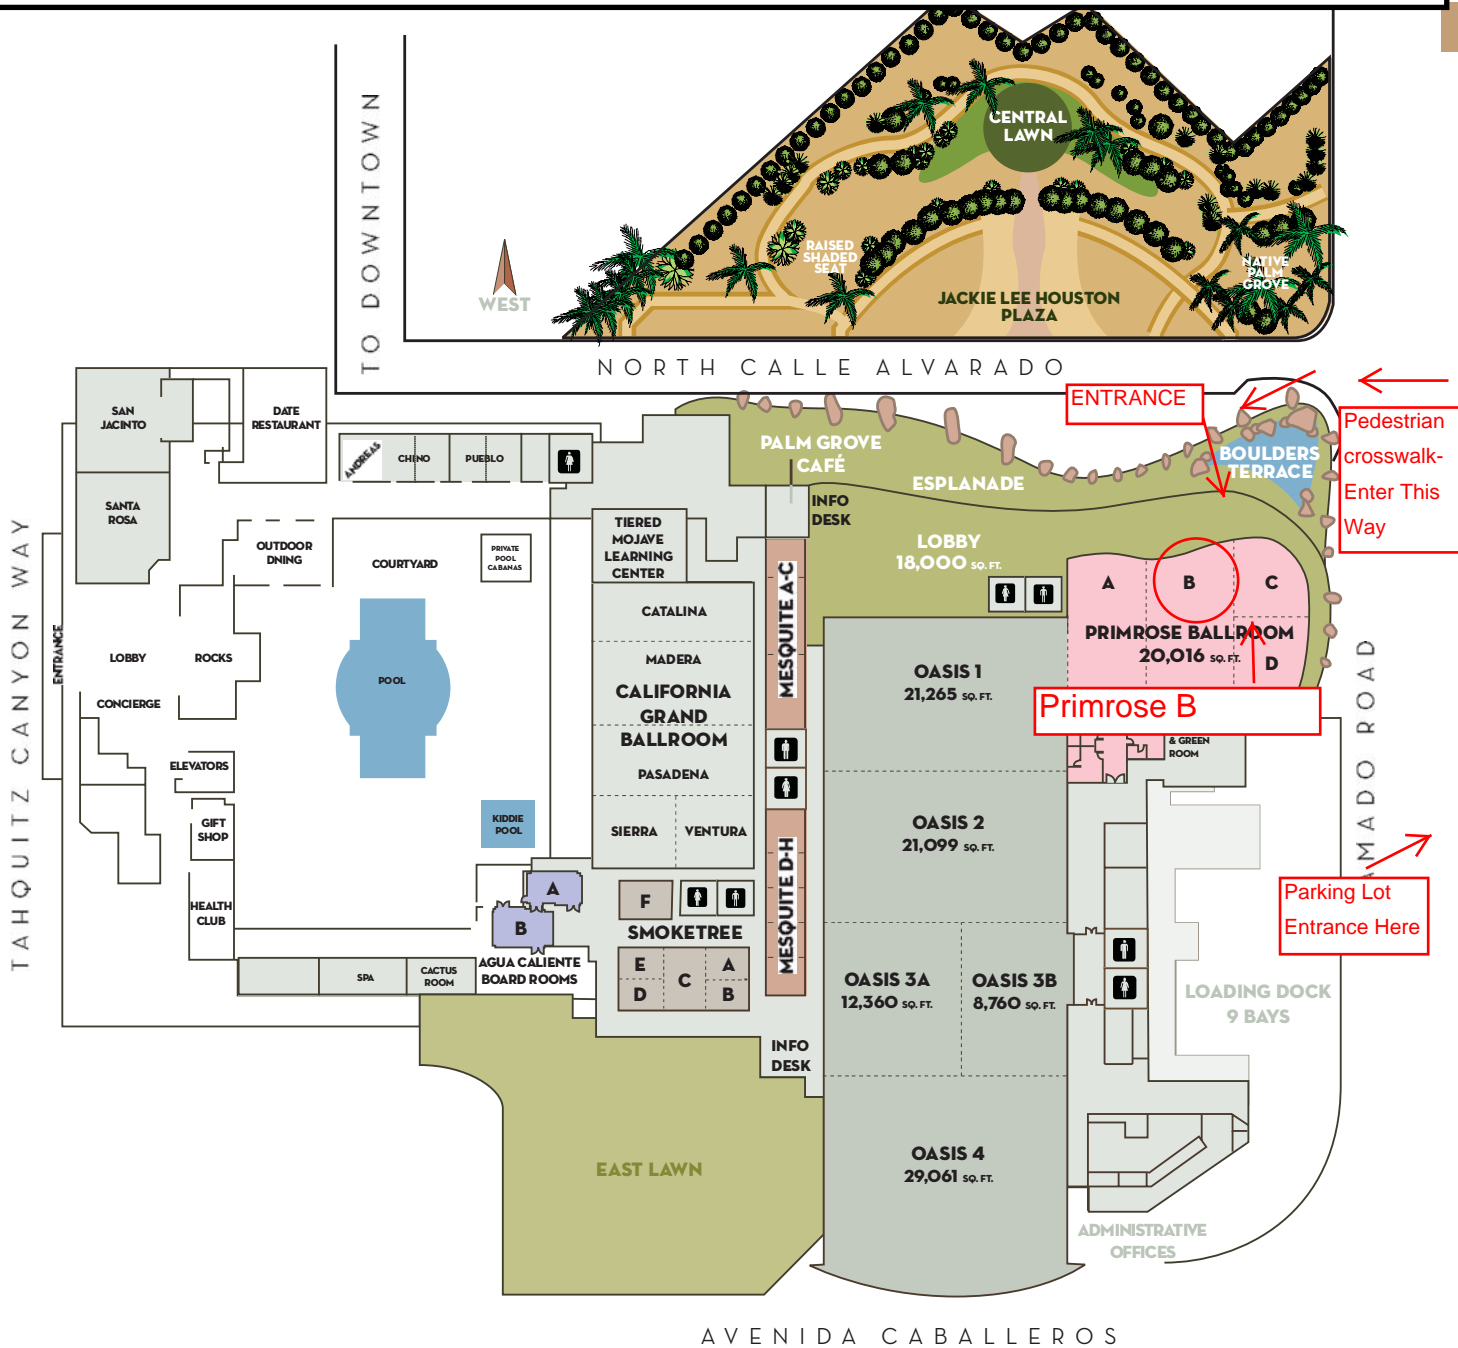 CENTRAL
LAWN
RAISED
SHADED
SEAT
NATIVE
PALM
GROVE
JACKIE LEE HOUSTON
PLAZA
WEST
TO DOWNTOWN
NORTH CALLE ALVARADO
ENTRANCE
Pedestrian
crosswalk-
Enter This
Way
SAN
JACINTO
DATE
RESTAURANT
ANDREAS
CHINO
PUEBLO
PALM GROVE
CAFÉ
ESPLANADE
BOULDERS
TERRACE
SANTA
ROSA
INFO
DESK
TIERED
MOJAVE
LEARNING
CENTER
OUTDOOR
DNING
COURTYARD
PRIVATE
POOL
CABANAS
LOBBY
18,000 SQ. FT.
MESQUITE A-C
A
B
C
PRIMROSE BALLROOM
20,016 SQ. FT.
D
Primrose B
& GREEN
ROOM
CATALINA
MADERA
CALIFORNIA
GRAND
BALLROOM
PASADENA
SIERRA
VENTURA
TAHQUITZ CANYON WAY
ENTRANCE
LOBBY
ROCKS
CONCIERGE
POOL
ELEVATORS
GIFT
SHOP
KIDDIE
POOL
HEALTH
CLUB
OASIS 1
21,265 SQ. FT.
OASIS 2
21,099 SQ. FT.
OASIS 3A
12,360 SQ. FT.
OASIS 3B
8,760 SQ. FT.
OASIS 4
29,061 SQ. FT.
AMADO ROAD
Parking Lot
Entrance Here
A
B
AGUA CALIENTE
BOARD ROOMS
F
SMOKETREE
E
D
C
A
B
MESQUITE D-H
SPA
CACTUS
ROOM
INFO
DESK
LOADING DOCK
9 BAYS
EAST LAWN
ADMINISTRATIVE
OFFICES
AVENIDA CABALLEROS